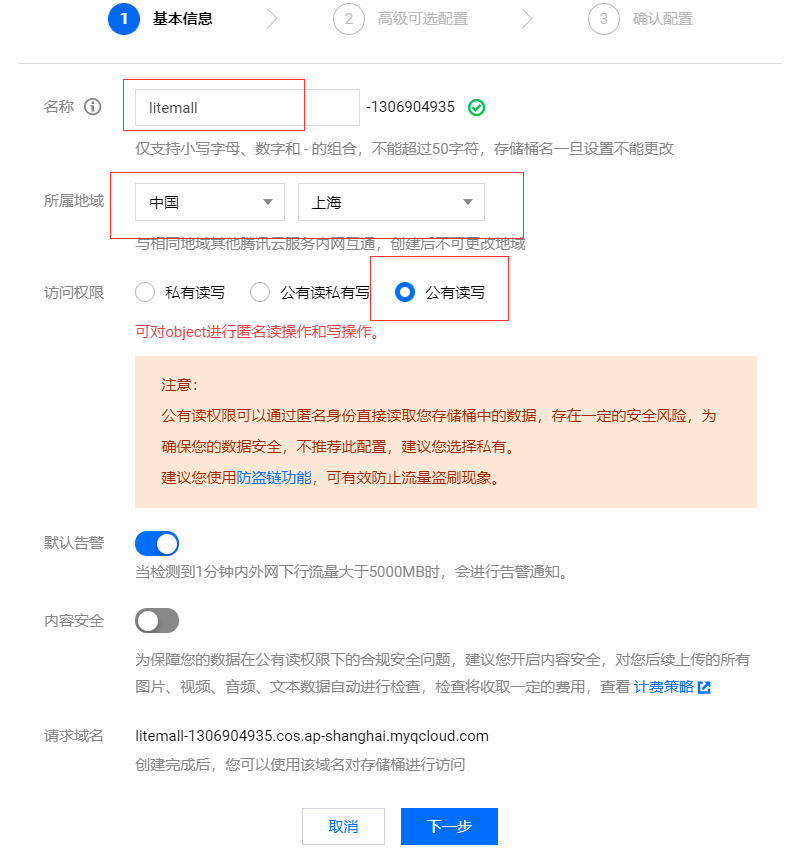 1 基本信息 2 高级可选配置 3 确认配置
名称 litemall -1306904935
仅支持小写字母、数字和 - 的组合，不能超过50字符，存储桶名一旦设置不能更改
所属地域 中国 上海
与相同地域其他腾讯云服务内网互通，创建后不可更改地域
访问权限 私有读写 公有读私有写 公有读写
可对object进行匿名读操作和写操作。
注意：
公有读权限可以通过匿名身份直接读取您存储桶中的数据，存在一定的安全风险，为
确保您的数据安全，不推荐此配置，建议您选择私有。
建议您使用防盗链功能，可有效防止流量盗刷现象。
默认告警
当检测到1分钟内外网下行流量大于5000MB时，会进行告警通知。
内容安全
为保障您的数据在公有读权限下的合规安全问题，建议您开启内容安全，对您后续上传的所有
图片、视频、音频、文本数据自动进行检查，检查将收取一定的费用，查看 计费策略
请求域名 litemall-1306904935.cos.ap-shanghai.myqcloud.com
创建完成后，您可以使用该域名对存储桶进行访问
取消 下一步